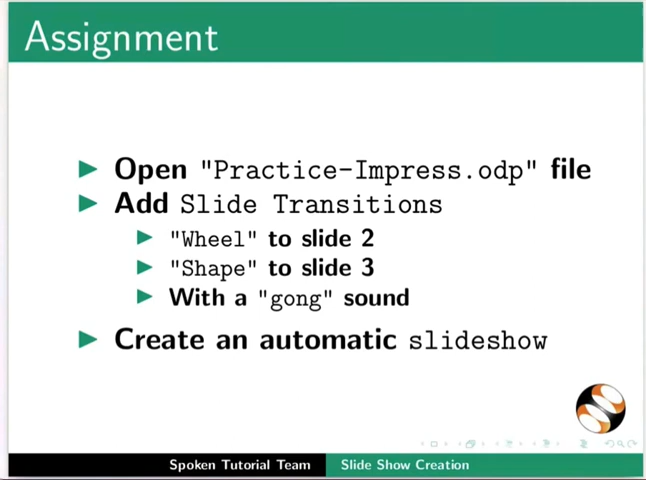 Assignment
Open "Practice-Impress.odp" file
Add Slide Transitions
"Wheel" to slide 2
"Shape" to slide 3
With a "gong" sound
Create an automatic slideshow
Spoken Tutorial Team
Slide Show Creation